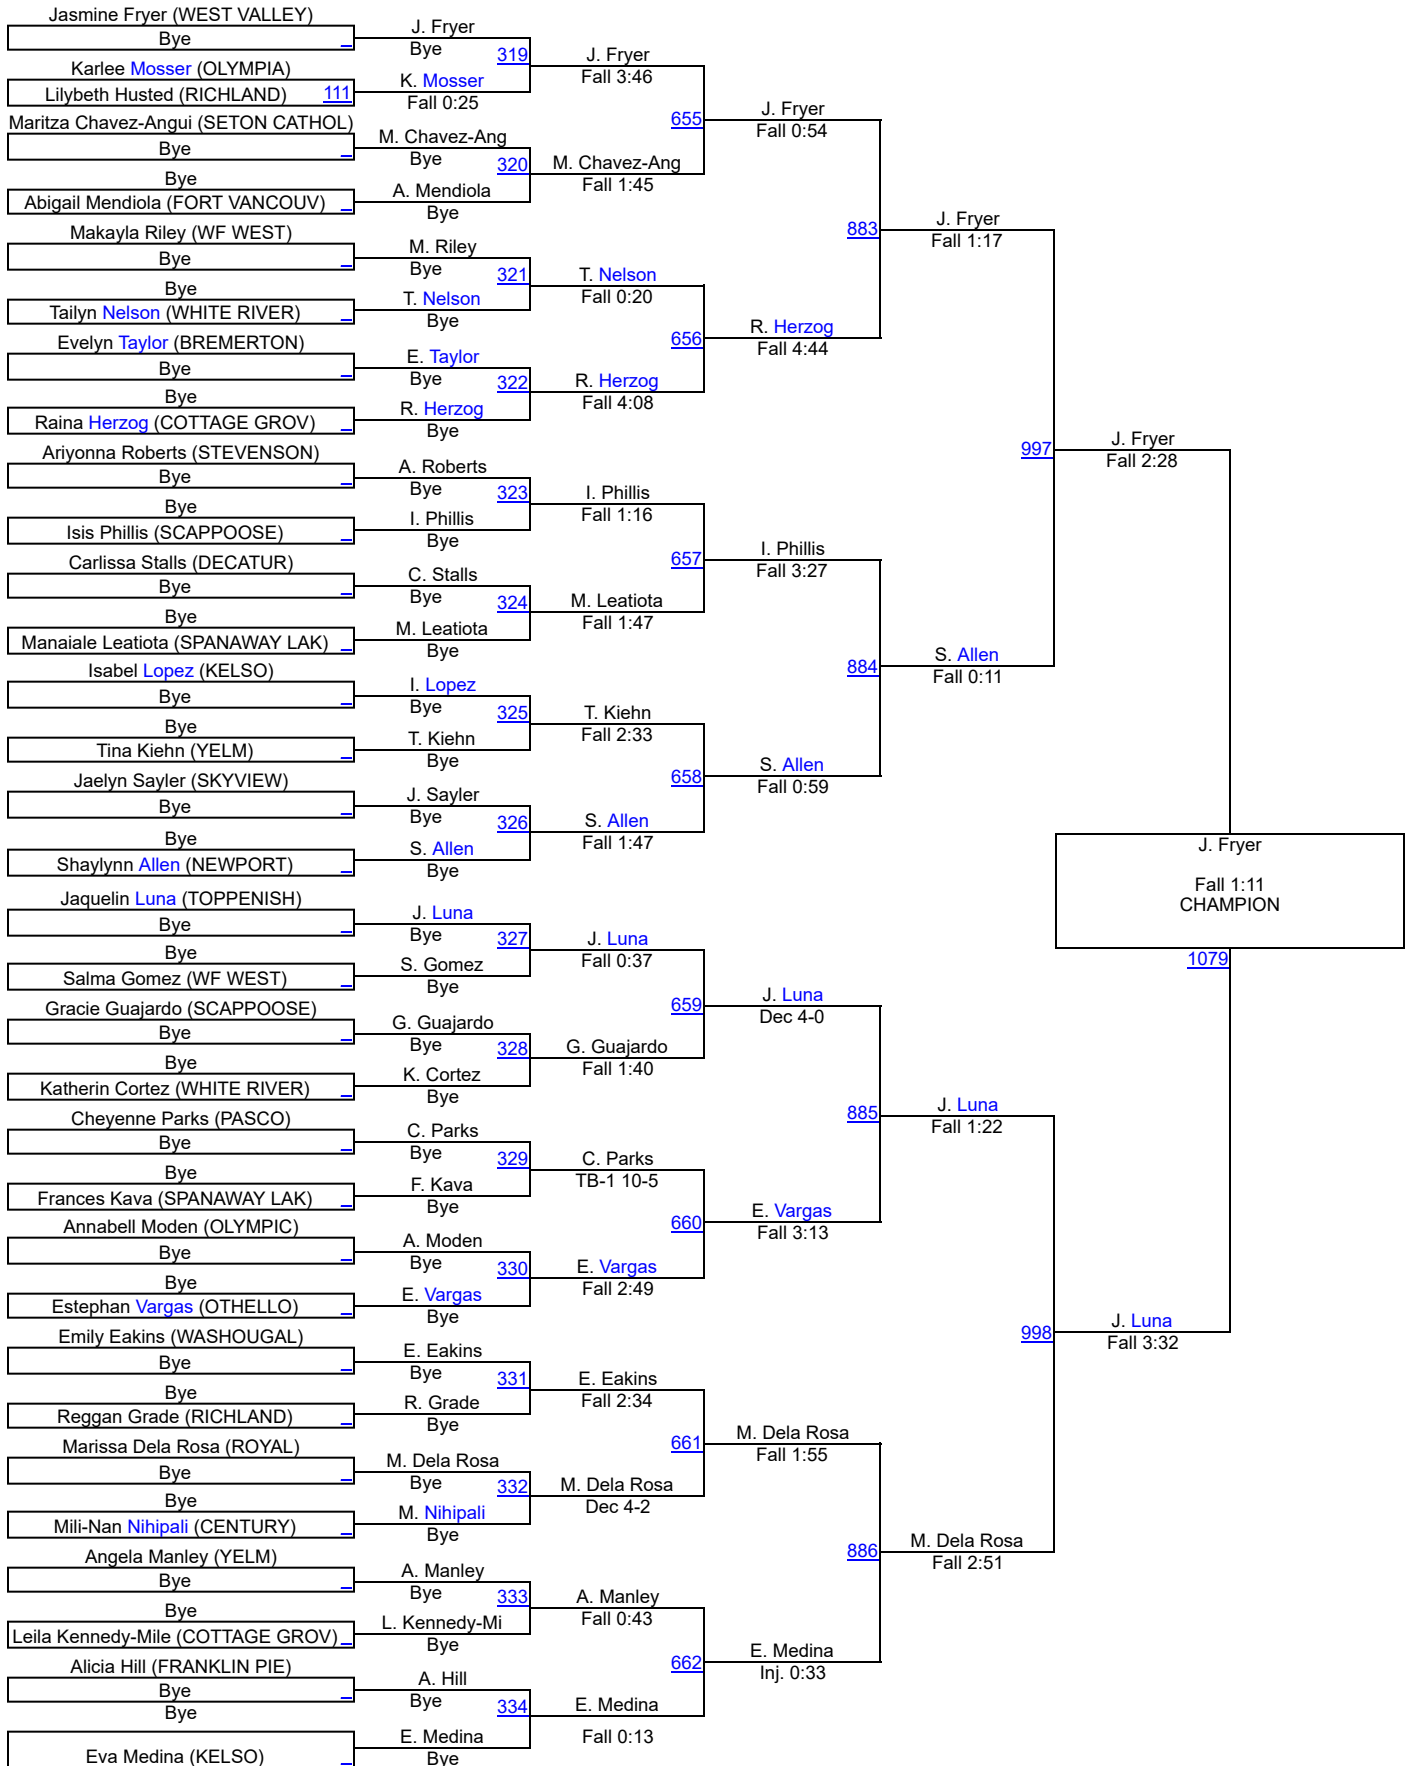 Jasmine Fryer (WEST VALLEY)
Bye
Karlee Mosser (OLYMPIA)
Lilybeth Husted (RICHLAND) 111
Maritza Chavez-Angui (SETON CATHOL)
Bye
Bye
Abigail Mendiola (FORT VANCOUV)
Makayla Riley (WF WEST)
Bye
Bye
Tailyn Nelson (WHITE RIVER)
Evelyn Taylor (BREMERTON)
Bye
Bye
Raina Herzog (COTTAGE GROV)
Ariyonna Roberts (STEVENSON)
Bye
Bye
Isis Phillis (SCAPPOOSE)
Carlissa Stalls (DECATUR)
Bye
Bye
Manaiale Leatiota (SPANAWAY LAK)
Isabel Lopez (KELSO)
Bye
Bye
Tina Kiehn (YELM)
Jaelyn Sayler (SKYVIEW)
Bye
Bye
Shaylynn Allen (NEWPORT)
Jaquelin Luna (TOPPENISH)
Bye
Bye
Salma Gomez (WF WEST)
Gracie Guajardo (SCAPPOOSE)
Bye
Bye
Katherin Cortez (WHITE RIVER)
Cheyenne Parks (PASCO)
Bye
Bye
Frances Kava (SPANAWAY LAK)
Annabell Moden (OLYMPIC)
Bye
Bye
Estephan Vargas (OTHELLO)
Emily Eakins (WASHOUGAL)
Bye
Bye
Reggan Grade (RICHLAND)
Marissa Dela Rosa (ROYAL)
Bye
Bye
Mili-Nan Nihipali (CENTURY)
Angela Manley (YELM)
Bye
Bye
Leila Kennedy-Mile (COTTAGE GROV)
Alicia Hill (FRANKLIN PIE)
Bye
Bye
Eva Medina (KELSO)
J. Fryer
Bye
319
K. Mosser
Fall 0:25
M. Chavez-Ang
Bye
320
A. Mendiola
Bye
M. Riley
Bye
321
T. Nelson
Bye
E. Taylor
Bye
322
R. Herzog
Bye
A. Roberts
Bye
323
I. Phillis
Bye
C. Stalls
Bye
324
M. Leatiota
Bye
I. Lopez
Bye
325
T. Kiehn
Bye
J. Sayler
Bye
326
S. Allen
Bye
J. Luna
Bye
327
S. Gomez
Bye
G. Guajardo
Bye
328
K. Cortez
Bye
C. Parks
Bye
329
F. Kava
Bye
A. Moden
Bye
330
E. Vargas
Bye
E. Eakins
Bye
331
R. Grade
Bye
M. Dela Rosa
Bye
332
M. Nihipali
Bye
A. Manley
Bye
333
L. Kennedy-Mi
Bye
A. Hill
Bye
334
E. Medina
Bye
J. Fryer
Fall 3:46
655
M. Chavez-Ang
Fall 1:45
T. Nelson
Fall 0:20
656
R. Herzog
Fall 4:08
I. Phillis
Fall 1:16
657
M. Leatiota
Fall 1:47
T. Kiehn
Fall 2:33
658
S. Allen
Fall 1:47
J. Luna
Fall 0:37
659
G. Guajardo
Fall 1:40
C. Parks
TB-1 10-5
660
E. Vargas
Fall 2:49
E. Eakins
Fall 2:34
661
M. Dela Rosa
Dec 4-2
A. Manley
Fall 0:43
662
E. Medina
Fall 0:13
J. Fryer
Fall 0:54
883
R. Herzog
Fall 4:44
I. Phillis
Fall 3:27
884
S. Allen
Fall 0:59
J. Luna
Dec 4-0
885
E. Vargas
Fall 3:13
M. Dela Rosa
Fall 1:55
886
E. Medina
Inj. 0:33
J. Fryer
Fall 1:17
997
S. Allen
Fall 0:11
J. Luna
Fall 1:22
998
M. Dela Rosa
Fall 2:51
J. Fryer
Fall 2:28
J. Luna
Fall 3:32
J. Fryer
Fall 1:11
CHAMPION
1079